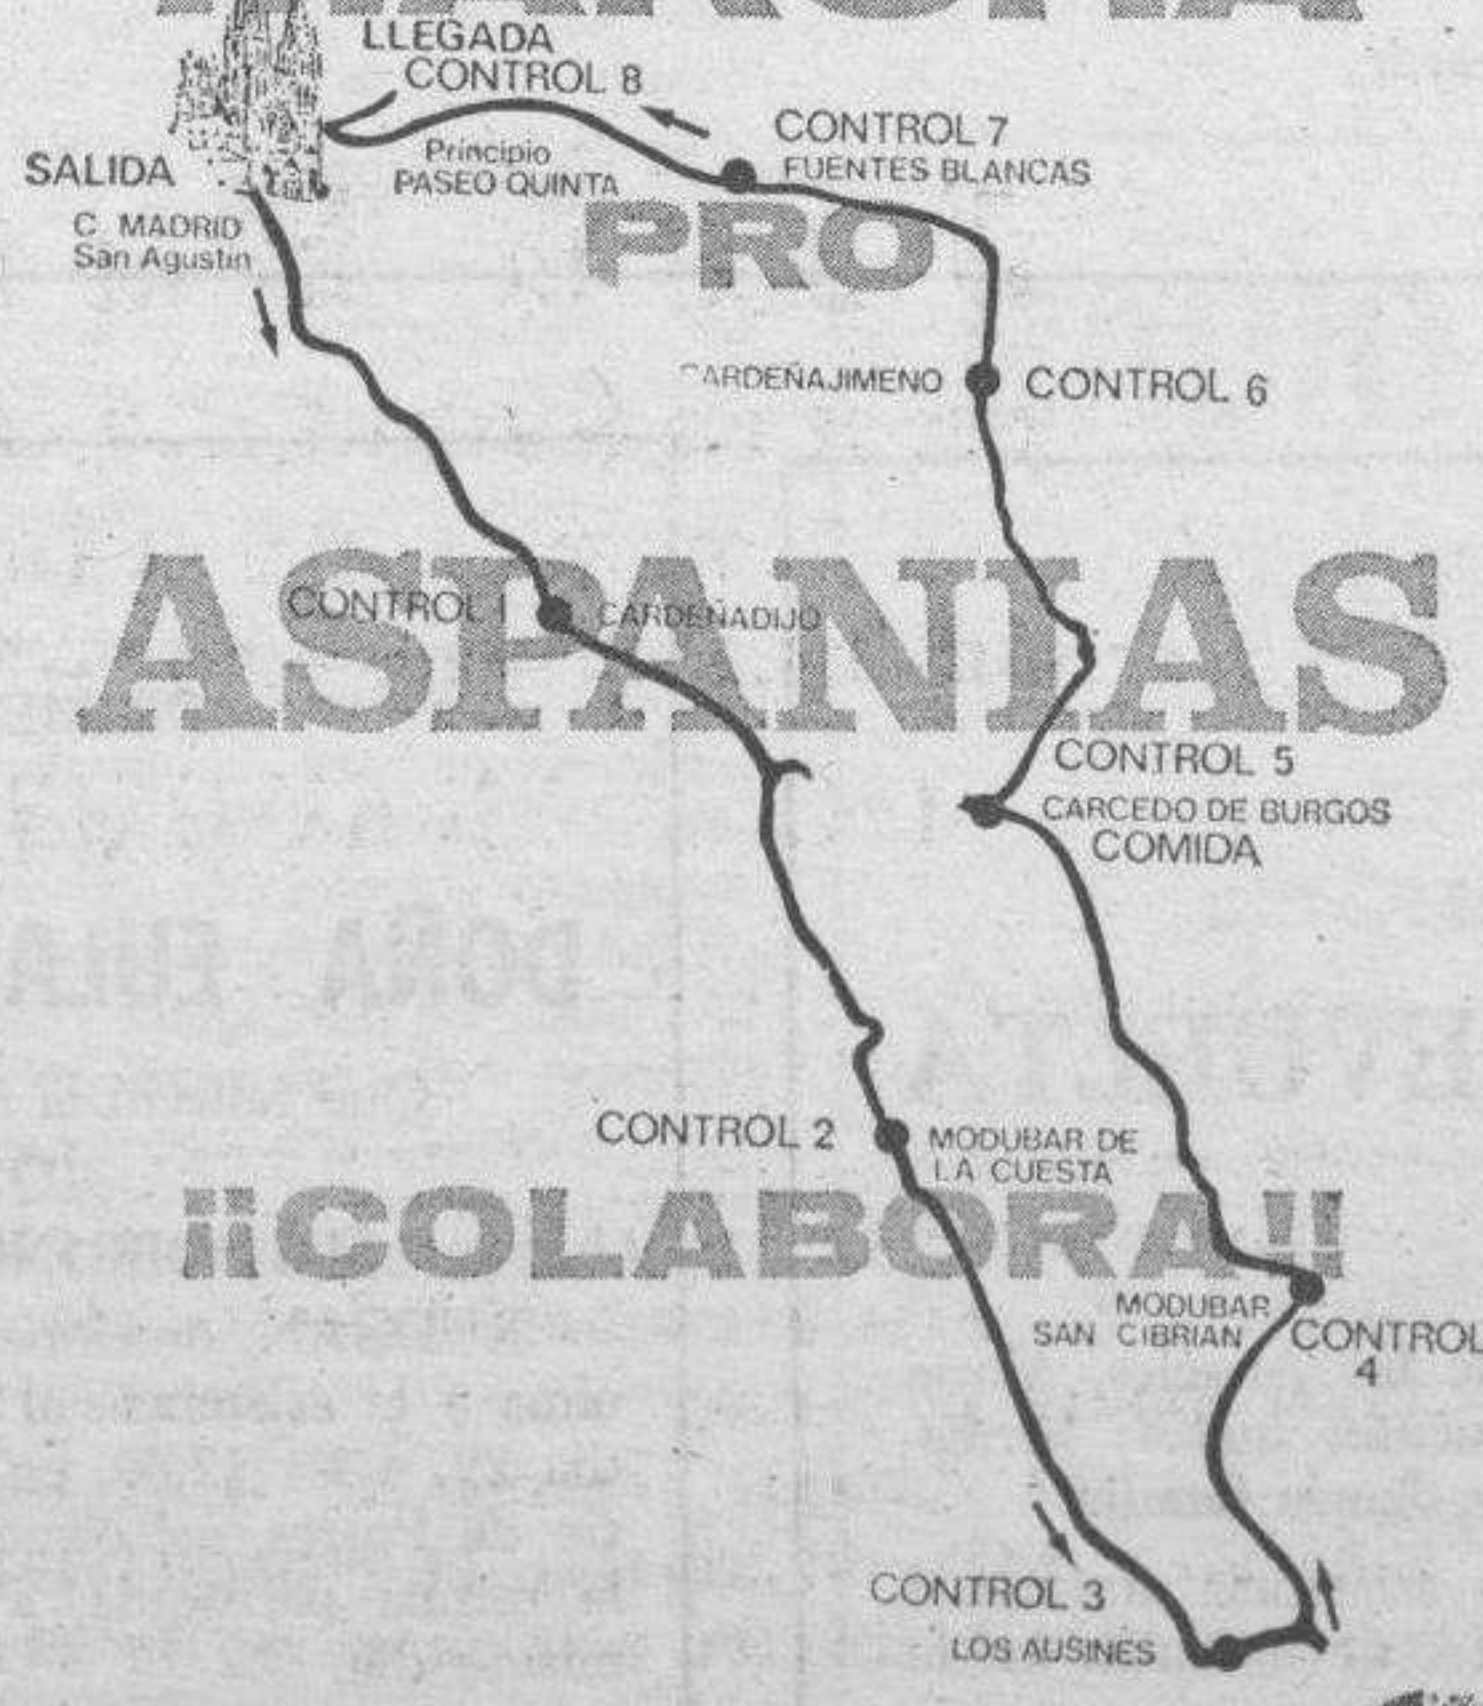 MARCHA
LLEGADA
CONTROL 8
CONTROL 7
FUENTES BLANCAS
Principio
PASEO QUINTA
SALIDA
C. MADRID
San Agustín
PRO
CARDEÑAJIMENO
CONTROL 6
ASPANIAS
CONTROL 1
CARDEÑADIJO
CONTROL 5
CARCEDO DE BURGOS
COMIDA
CONTROL 2
MODUBAR DE
LA CUESTA
¡¡COLABORA!!
MODUBAR
SAN CIBRIAN
CONTROL
4
CONTROL 3
LOS AUSINES